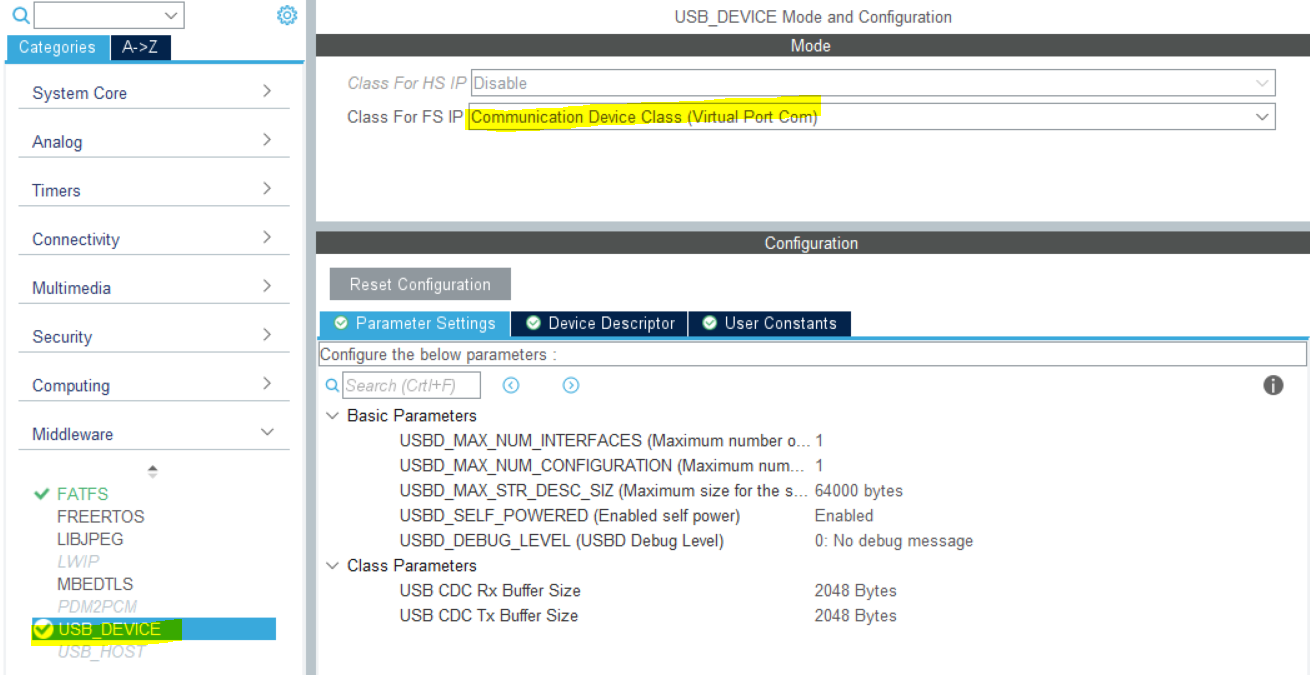 Categories
A->Z
System Core
Analog
Timers
Connectivity
Multimedia
Security
Computing
Middleware
FATFS
FREERTOS
LIBJPEG
LWIP
MBEDTLS
PDM2PCM
USB_DEVICE
USB_HOST
USB_DEVICE Mode and Configuration
Mode
Class For HS IP Disable
Class For FS IP Communication Device Class (Virtual Port Com)
Configuration
Reset Configuration
Parameter Settings
Device Descriptor
User Constants
Configure the below parameters :
Search (Crtl+F)
Basic Parameters
USBD_MAX_NUM_INTERFACES (Maximum number o... 1
USBD_MAX_NUM_CONFIGURATION (Maximum num... 1
USBD_MAX_STR_DESC_SIZ (Maximum size for the s... 64000 bytes
USBD_SELF_POWERED (Enabled self power) Enabled
USBD_DEBUG_LEVEL (USBD Debug Level) 0: No debug message
Class Parameters
USB CDC Rx Buffer Size 2048 Bytes
USB CDC Tx Buffer Size 2048 Bytes